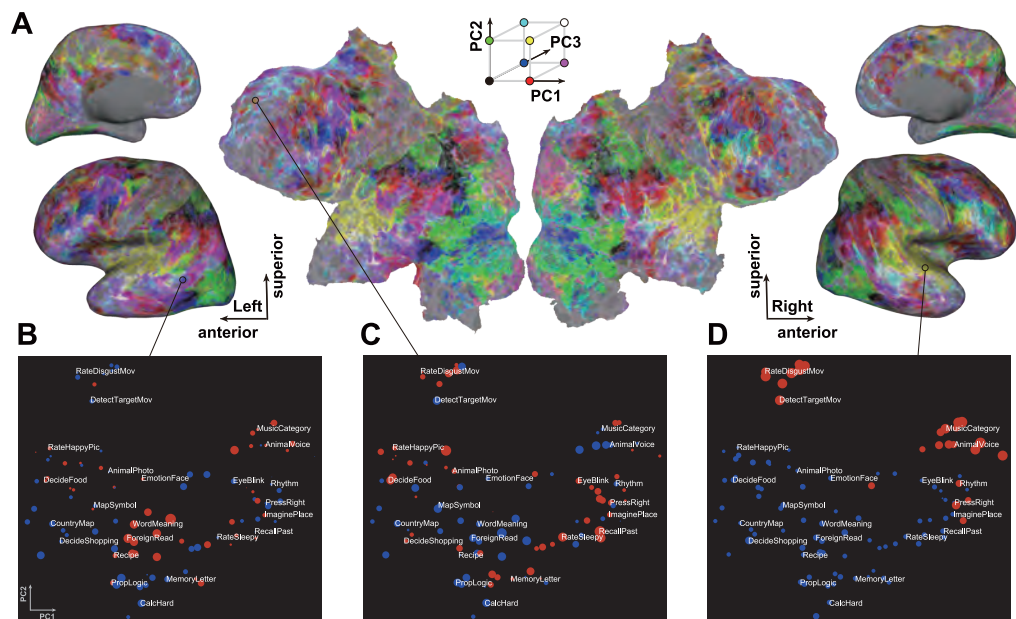 A
PC2
PC3
PC1
superior
Left
anterior
superior
Right
anterior
B
C
D
RateDisgustMov
DetectTargetMov
MusicCategory
RateHappyPic
AnimalVoice
AnimalPhoto
DecideFood
EmotionFace
EyeBlink
Rhythm
MapSymbol
PressRight
ImaginePlace
CountryMap
WordMeaning
RecallPast
DecideShopping
ForeignRead
RateSleepy
Recipe
PropLogic
MemoryLetter
CalcHard
PC2
PC1
RateDisgustMov
DetectTargetMov
MusicCategory
RateHappyPic
AnimalVoice
AnimalPhoto
DecideFood
EmotionFace
EyeBlink
Rhythm
MapSymbol
PressRight
ImaginePlace
CountryMap
WordMeaning
RecallPast
DecideShopping
ForeignRead
RateSleepy
Recipe
PropLogic
MemoryLetter
CalcHard
RateDisgustMov
DetectTargetMov
MusicCategory
RateHappyPic
AnimalVoice
AnimalPhoto
DecideFood
EmotionFace
EyeBlink
Rhythm
MapSymbol
PressRight
ImaginePlace
CountryMap
WordMeaning
RecallPast
DecideShopping
ForeignRead
RateSleepy
Recipe
PropLogic
MemoryLetter
CalcHard